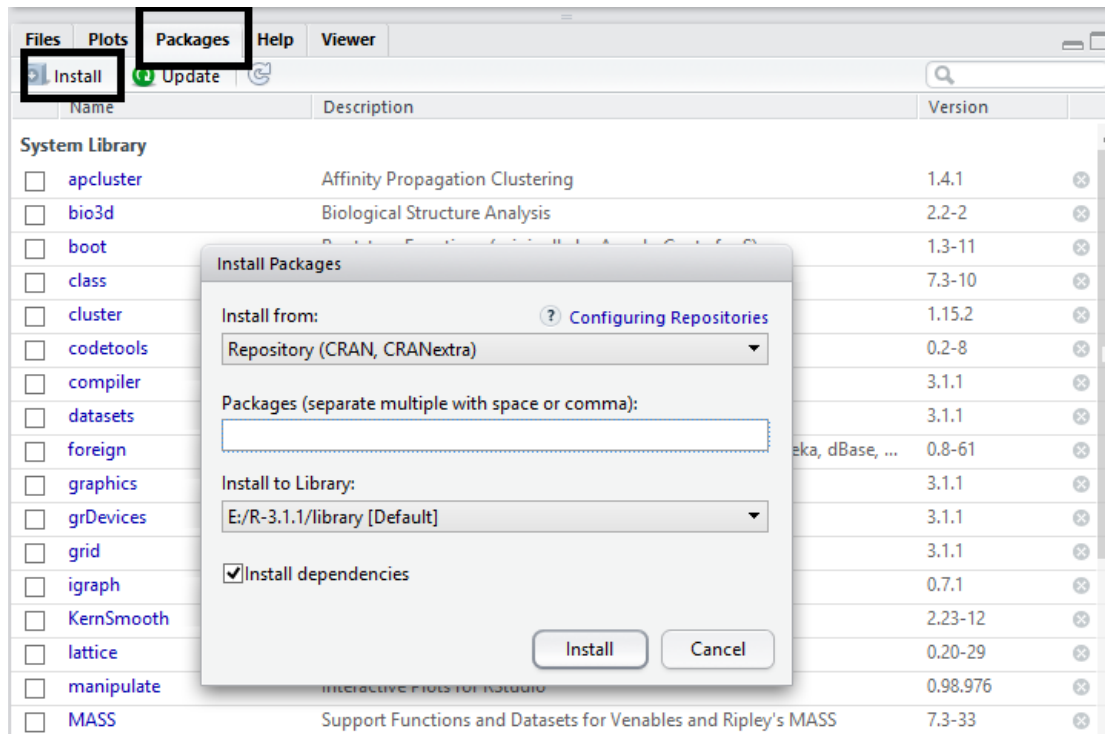 Files Plots Packages Help Viewer
Install Update
Name Description Version
System Library
apcluster Affinity Propagation Clustering 1.4.1
bio3d Biological Structure Analysis 2.2-2
boot 1.3-11
Install Packages
class 7.3-10
Install from: ? Configuring Repositories
cluster 1.15.2
Repository (CRAN, CRANextra)
codetools 0.2-8
compiler 3.1.1
Packages (separate multiple with space or comma):
datasets 3.1.1
foreign eka, dBase, ... 0.8-61
Install to Library:
graphics 3.1.1
E:/R-3.1.1/library [Default]
grDevices 3.1.1
grid 3.1.1
Install dependencies
igraph 0.7.1
KernSmooth 2.23-12
Install Cancel
lattice 0.20-29
manipulate Interactive Plots for RStudio 0.98.976
MASS Support Functions and Datasets for Venables and Ripley's MASS 7.3-33